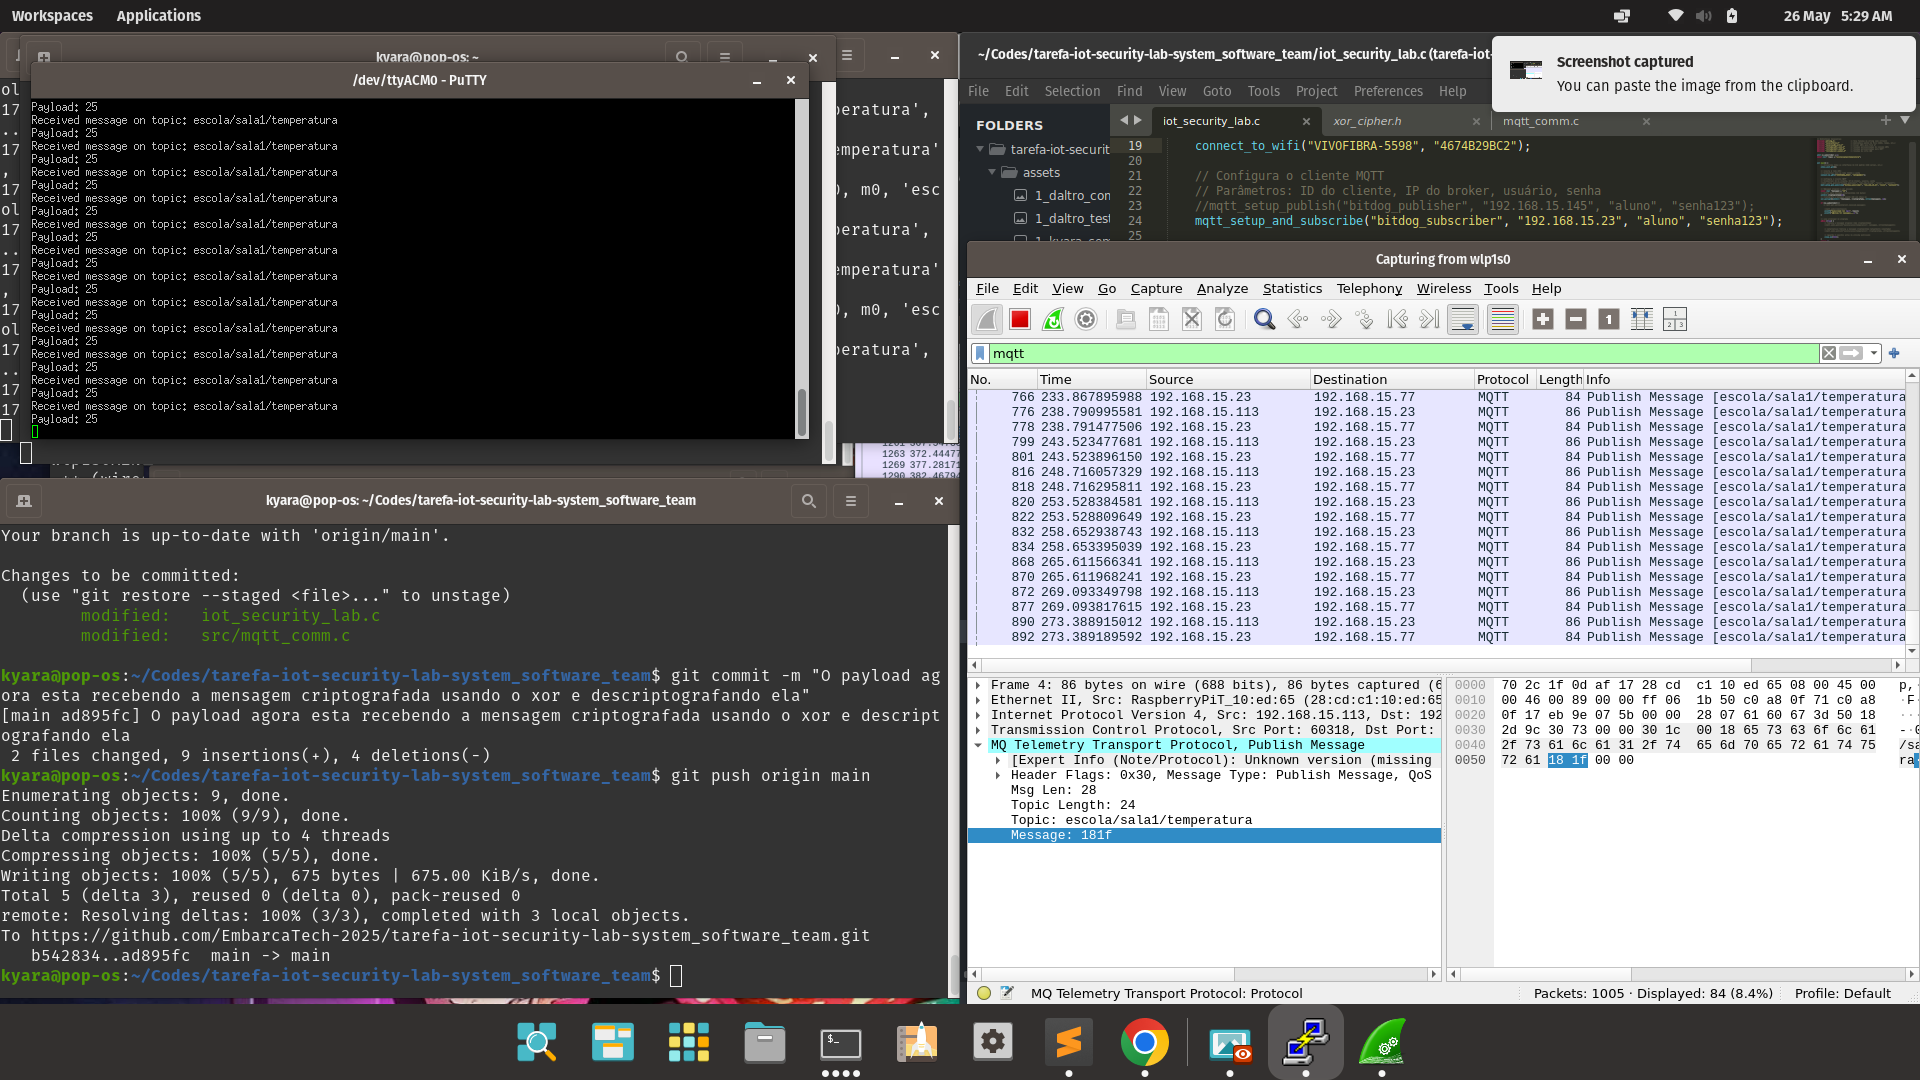 Workspaces Applications 26 May 5:29 AM
kyara@pop-os: ~
/dev/ttyACM0 - PuTTY
Payload: 25
Received message on topic: escola/sala1/temperatura
Payload: 25
Received message on topic: escola/sala1/temperatura
Payload: 25
Received message on topic: escola/sala1/temperatura
Payload: 25
Received message on topic: escola/sala1/temperatura
Payload: 25
Received message on topic: escola/sala1/temperatura
Payload: 25
Received message on topic: escola/sala1/temperatura
Payload: 25
Received message on topic: escola/sala1/temperatura
Payload: 25
Received message on topic: escola/sala1/temperatura
Payload: 25
Received message on topic: escola/sala1/temperatura
Payload: 25
Received message on topic: escola/sala1/temperatura
Payload: 25
Received message on topic: escola/sala1/temperatura
Payload: 25
Received message on topic: escola/sala1/temperatura
Payload: 25
~/Codes/tarefa-iot-security-lab-system_software_team/iot_security_lab.c (tarefa-iot-
Screenshot captured
You can paste the image from the clipboard.
File Edit Selection Find View Goto Tools Project Preferences Help
FOLDERS
tarefa-iot-securit
assets
1_daltro_con
1_daltro_test
iot_security_lab.c xor_cipher.h mqtt_comm.c
19 connect_to_wifi("VIVOFIBRA-5598", "4674B29BC2");
20
21 // Configura o cliente MQTT
22 // Parâmetros: ID do cliente, IP do broker, usuário, senha
23 //mqtt_setup_publish("bitdog_publisher", "192.168.15.145", "aluno", "senha123");
24 mqtt_setup_and_subscribe("bitdog_subscriber", "192.168.15.23", "aluno", "senha123");
25
Capturing from wlp1s0
File Edit View Go Capture Analyze Statistics Telephony Wireless Tools Help
mqtt
No. Time Source Destination Protocol Length Info
766 233.867895988 192.168.15.23 192.168.15.77 MQTT 84 Publish Message [escola/sala1/temperatura
776 238.790995581 192.168.15.113 192.168.15.23 MQTT 86 Publish Message [escola/sala1/temperatura
778 238.791477506 192.168.15.23 192.168.15.77 MQTT 84 Publish Message [escola/sala1/temperatura
799 243.523477681 192.168.15.113 192.168.15.23 MQTT 86 Publish Message [escola/sala1/temperatura
801 243.523896150 192.168.15.23 192.168.15.77 MQTT 84 Publish Message [escola/sala1/temperatura
816 248.716057329 192.168.15.113 192.168.15.23 MQTT 86 Publish Message [escola/sala1/temperatura
818 248.716295811 192.168.15.23 192.168.15.77 MQTT 84 Publish Message [escola/sala1/temperatura
820 253.528384581 192.168.15.113 192.168.15.23 MQTT 86 Publish Message [escola/sala1/temperatura
822 253.528809649 192.168.15.23 192.168.15.77 MQTT 84 Publish Message [escola/sala1/temperatura
832 258.652938743 192.168.15.113 192.168.15.23 MQTT 86 Publish Message [escola/sala1/temperatura
834 258.653395039 192.168.15.23 192.168.15.77 MQTT 84 Publish Message [escola/sala1/temperatura
868 265.611566341 192.168.15.113 192.168.15.23 MQTT 86 Publish Message [escola/sala1/temperatura
870 265.611968241 192.168.15.23 192.168.15.77 MQTT 84 Publish Message [escola/sala1/temperatura
872 269.093349798 192.168.15.113 192.168.15.23 MQTT 86 Publish Message [escola/sala1/temperatura
877 269.093817615 192.168.15.23 192.168.15.77 MQTT 84 Publish Message [escola/sala1/temperatura
890 273.388915012 192.168.15.113 192.168.15.23 MQTT 86 Publish Message [escola/sala1/temperatura
892 273.389189592 192.168.15.23 192.168.15.77 MQTT 84 Publish Message [escola/sala1/temperatura
Frame 4: 86 bytes on wire (688 bits), 86 bytes captured (6
Ethernet II, Src: RaspberryPiT_10:ed:65 (28:cd:c1:10:ed:65
Internet Protocol Version 4, Src: 192.168.15.113, Dst: 192
Transmission Control Protocol, Src Port: 60318, Dst Port:
MQ Telemetry Transport Protocol, Publish Message
[Expert Info (Note/Protocol): Unknown version (missing
Header Flags: 0x30, Message Type: Publish Message, QoS
Msg Len: 28
Topic Length: 24
Topic: escola/sala1/temperatura
Message: 181f
0000 70 2c 1f 0d af 17 28 cd c1 10 ed 65 08 00 45 00
0010 00 46 00 89 00 00 ff 06 1b 50 c0 a8 0f 71 c0 a8
0020 0f 17 eb 9e 07 5b 00 00 28 07 61 60 67 3d 50 18
0030 2d 9c 30 73 00 00 30 1c 00 18 65 73 63 6f 6c 61
0040 2f 73 61 6c 61 31 2f 74 65 6d 70 65 72 61 74 75
0050 72 61 18 1f 00 00
MQ Telemetry Transport Protocol: Protocol Packets: 1005 · Displayed: 84 (8.4%) Profile: Default
kyara@pop-os: ~/Codes/tarefa-iot-security-lab-system_software_team
Your branch is up-to-date with 'origin/main'.
Changes to be committed:
(use "git restore --staged <file>..." to unstage)
modified: iot_security_lab.c
modified: src/mqtt_comm.c
kyara@pop-os:~/Codes/tarefa-iot-security-lab-system_software_team$ git commit -m "O payload ag
ora esta recebendo a mensagem criptografada usando o xor e descriptografando ela"
[main ad895fc] O payload agora esta recebendo a mensagem criptografada usando o xor e descript
ografando ela
2 files changed, 9 insertions(+), 4 deletions(-)
kyara@pop-os:~/Codes/tarefa-iot-security-lab-system_software_team$ git push origin main
Enumerating objects: 9, done.
Counting objects: 100% (9/9), done.
Delta compression using up to 4 threads
Compressing objects: 100% (5/5), done.
Writing objects: 100% (5/5), 675 bytes | 675.00 KiB/s, done.
Total 5 (delta 3), reused 0 (delta 0), pack-reused 0
remote: Resolving deltas: 100% (3/3), completed with 3 local objects.
To https://github.com/EmbarcaTech-2025/tarefa-iot-security-lab-system_software_team.git
b542834..ad895fc main -> main
kyara@pop-os:~/Codes/tarefa-iot-security-lab-system_software_team$